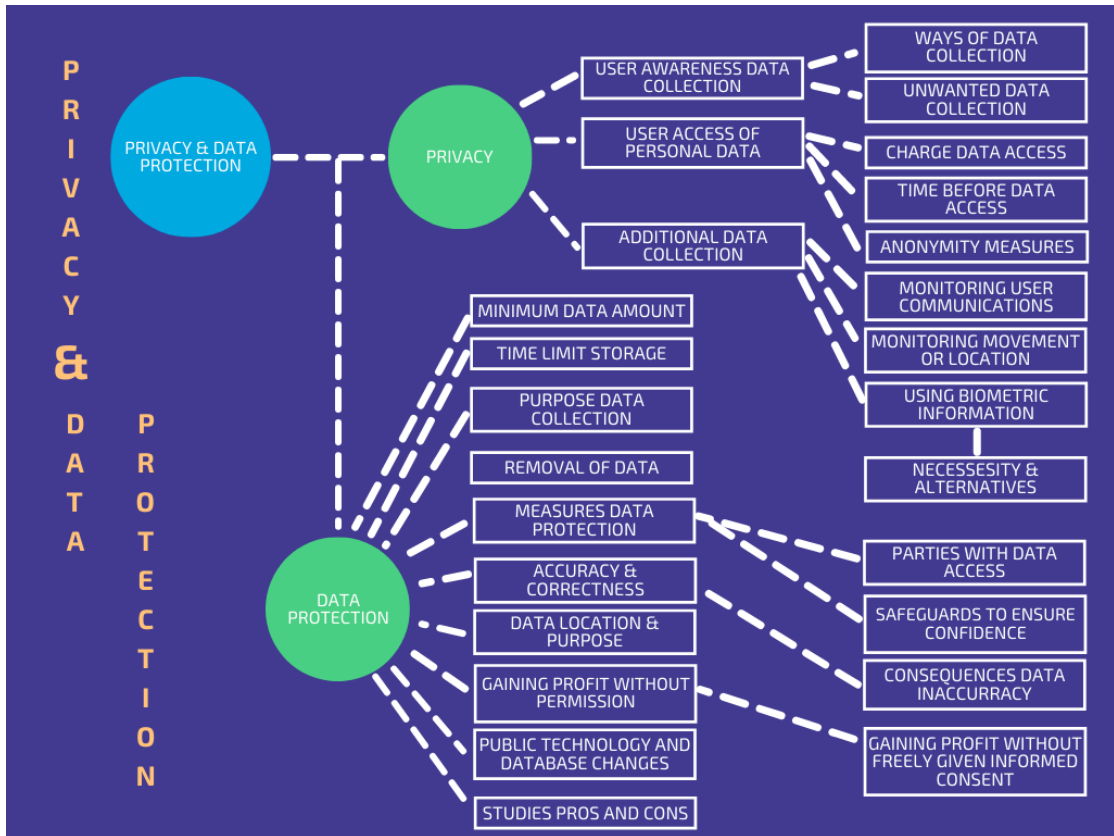 PRIVACY
&
DATA
PROTECTION
PRIVACY & DATA
PROTECTION
PRIVACY
USER AWARENESS DATA
COLLECTION
WAYS OF DATA
COLLECTION
UNWANTED DATA
COLLECTION
USER ACCESS OF
PERSONAL DATA
CHARGE DATA ACCESS
TIME BEFORE DATA
ACCESS
ANONYMITY MEASURES
ADDITIONAL DATA
COLLECTION
MONITORING USER
COMMUNICATIONS
MONITORING MOVEMENT
OR LOCATION
USING BIOMETRIC
INFORMATION
NECESSESITY &
ALTERNATIVES
DATA
PROTECTION
MINIMUM DATA AMOUNT
TIME LIMIT STORAGE
PURPOSE DATA
COLLECTION
REMOVAL OF DATA
MEASURES DATA
PROTECTION
PARTIES WITH DATA
ACCESS
SAFEGUARDS TO ENSURE
CONFIDENCE
ACCURACY &
CORRECTNESS
CONSEQUENCES DATA
INACCURRACY
DATA LOCATION &
PURPOSE
GAINING PROFIT WITHOUT
PERMISSION
GAINING PROFIT WITHOUT
FREELY GIVEN INFORMED
CONSENT
PUBLIC TECHNOLOGY AND
DATABASE CHANGES
STUDIES PROS AND CONS